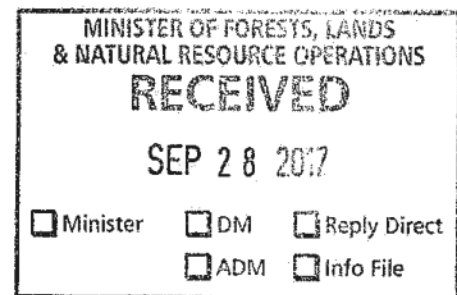 MINISTER OF FORESTS, LANDS
& NATURAL RESOURCE OPERATIONS
RECEIVED
SEP 28 2017
Minister DM Reply Direct
ADM Info File